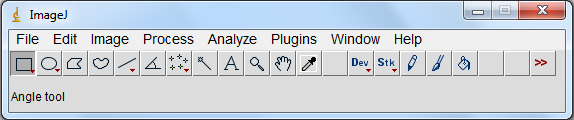 ImageJ
File Edit Image Process Analyze Plugins Window Help
A Dev Stk >>
Angle tool